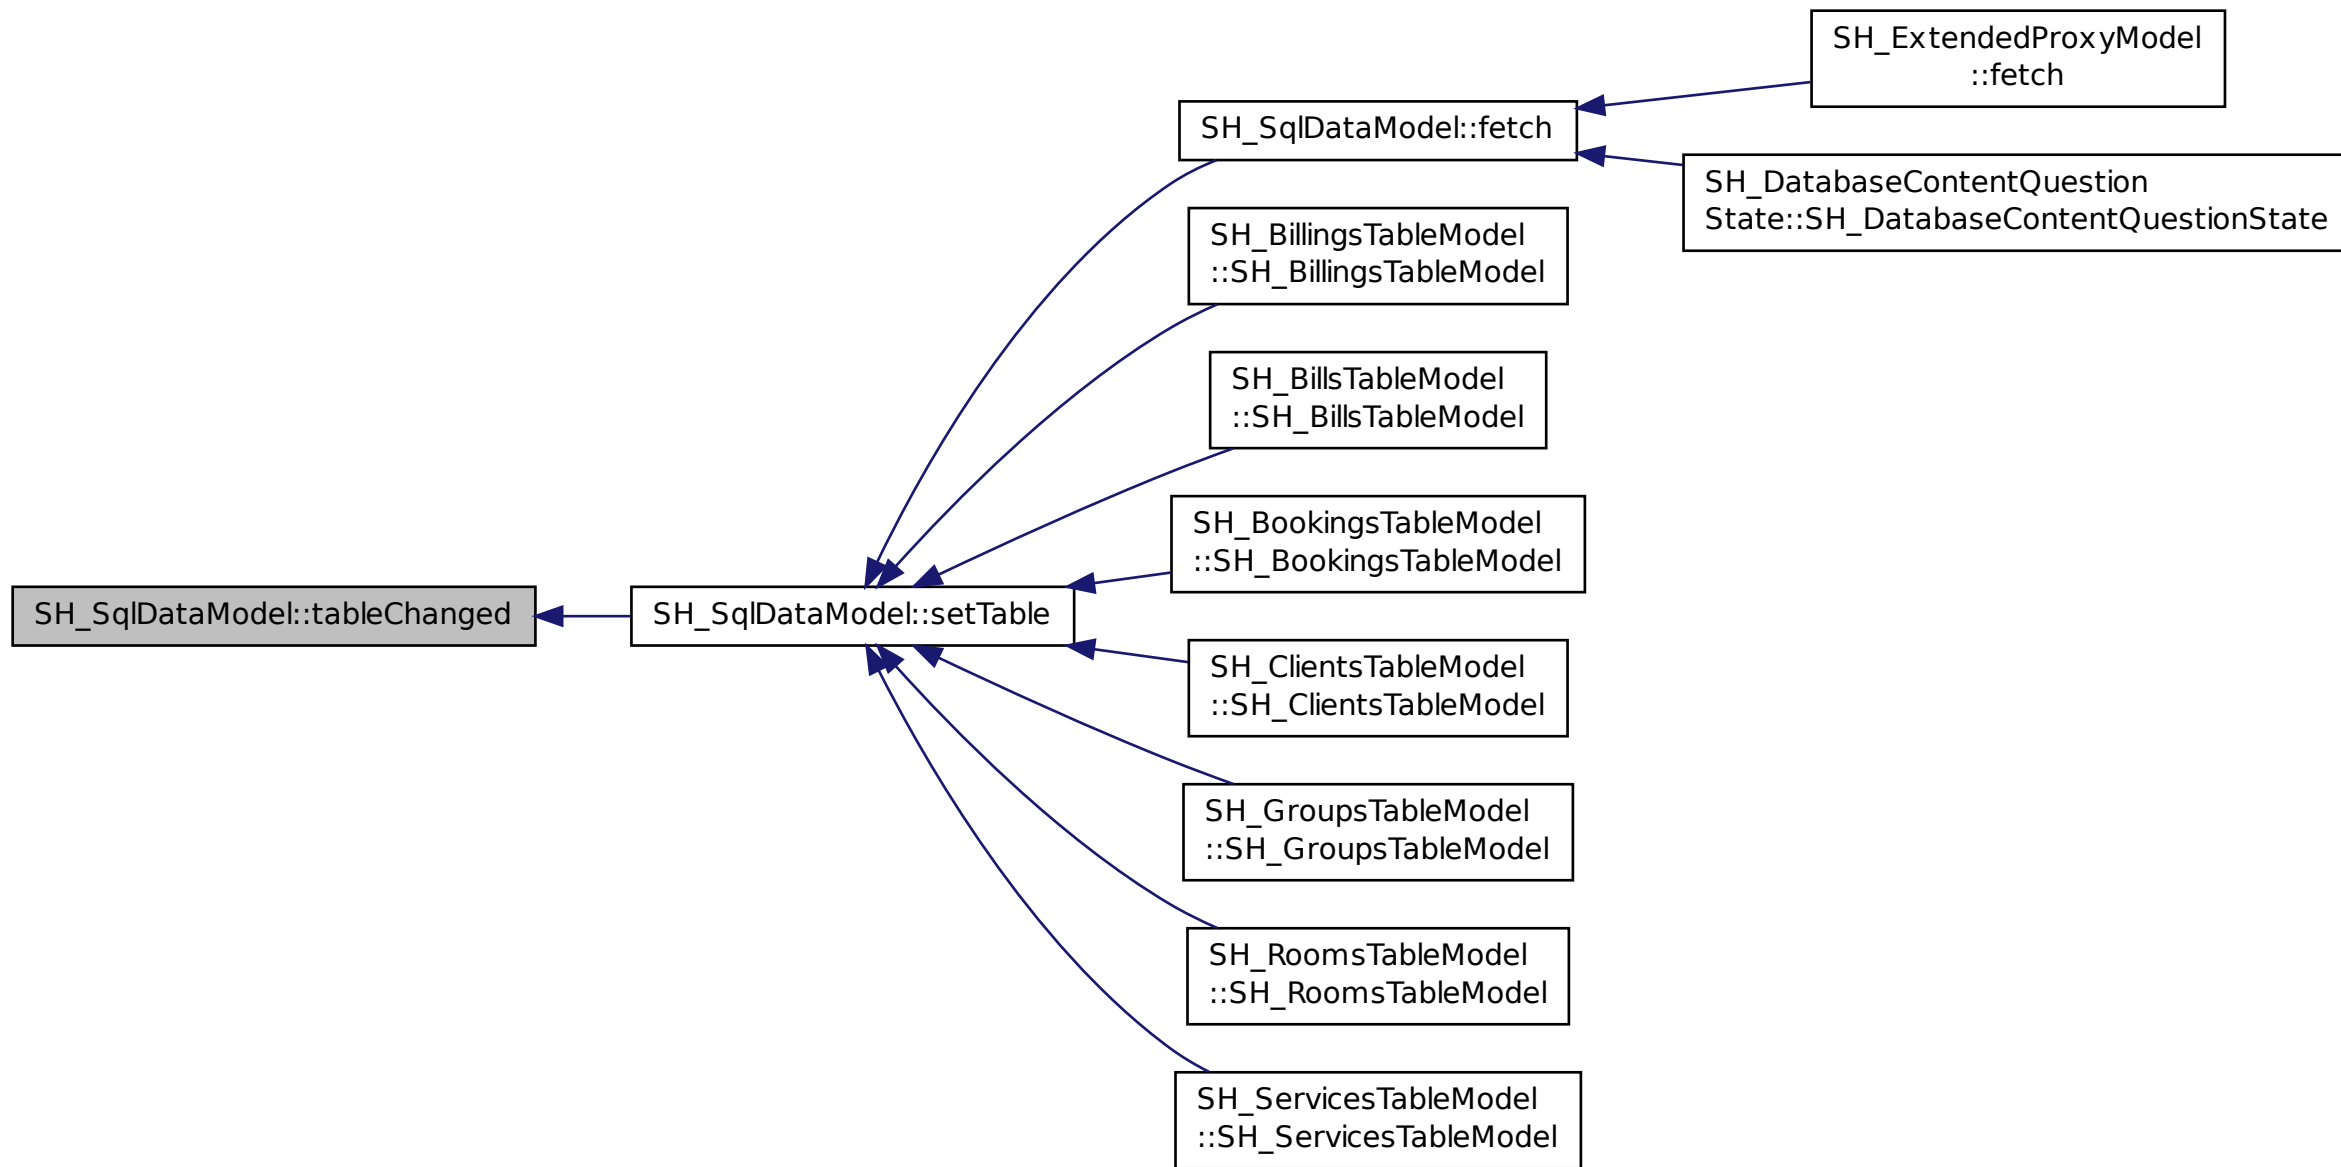 SH_ExtendedProxyModel
::fetch
SH_SqlDataModel::fetch
SH_DatabaseContentQuestion
State::SH_DatabaseContentQuestionState
SH_BillingsTableModel
::SH_BillingsTableModel
SH_BillsTableModel
::SH_BillsTableModel
SH_BookingsTableModel
::SH_BookingsTableModel
SH_SqlDataModel::tableChanged
SH_SqlDataModel::setTable
SH_ClientsTableModel
::SH_ClientsTableModel
SH_GroupsTableModel
::SH_GroupsTableModel
SH_RoomsTableModel
::SH_RoomsTableModel
SH_ServicesTableModel
::SH_ServicesTableModel